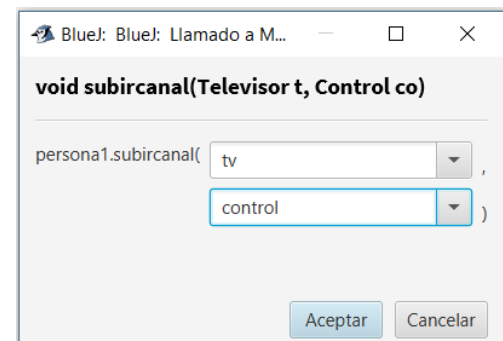 BlueJ: BlueJ: Llamado a M...
void subircanal(Televisor t, Control co)
persona1.subircanal( tv ,
control )
Aceptar Cancelar